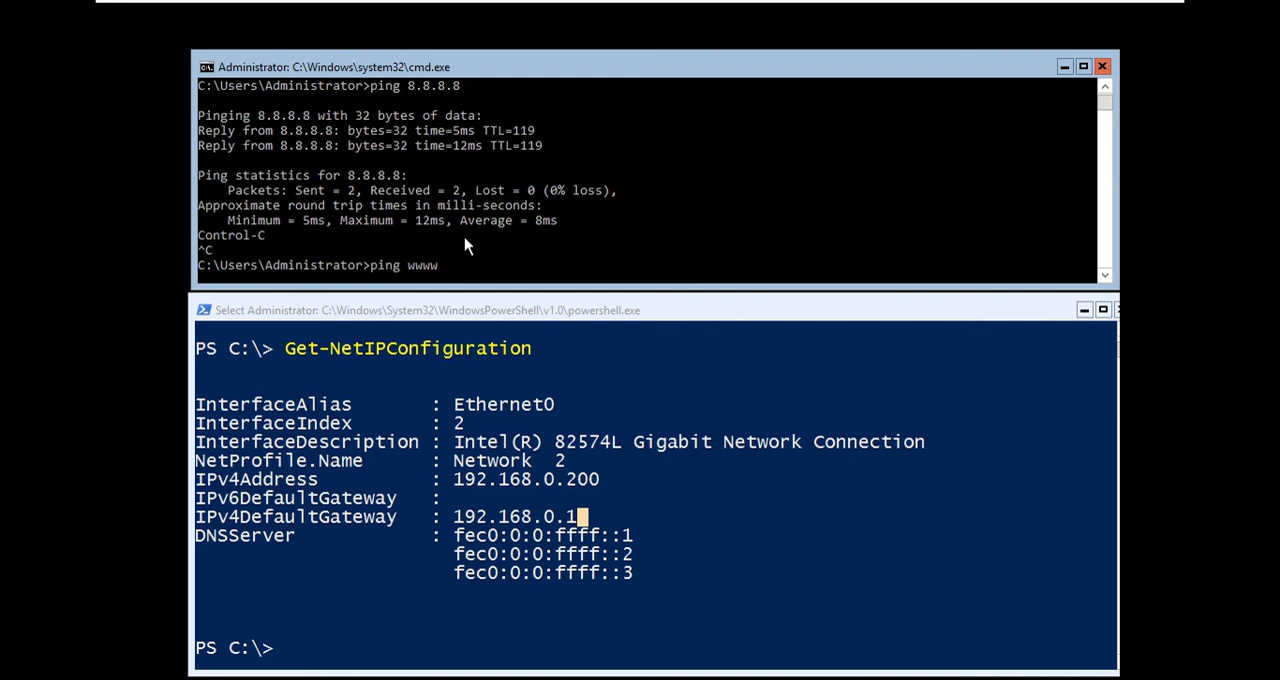 Administrator: C:\Windows\system32\cmd.exe
C:\Users\Administrator>ping 8.8.8.8
Pinging 8.8.8.8 with 32 bytes of data:
Reply from 8.8.8.8: bytes=32 time=5ms TTL=119
Reply from 8.8.8.8: bytes=32 time=12ms TTL=119
Ping statistics for 8.8.8.8:
    Packets: Sent = 2, Received = 2, Lost = 0 (0% loss),
Approximate round trip times in milli-seconds:
    Minimum = 5ms, Maximum = 12ms, Average = 8ms
Control-C
^C
C:\Users\Administrator>ping wwww
Select Administrator: C:\Windows\System32\WindowsPowerShell\v1.0\powershell.exe
PS C:\> Get-NetIPConfiguration
InterfaceAlias       : Ethernet0
InterfaceIndex       : 2
InterfaceDescription : Intel(R) 82574L Gigabit Network Connection
NetProfile.Name      : Network  2
IPv4Address          : 192.168.0.200
IPv6DefaultGateway   :
IPv4DefaultGateway   : 192.168.0.1
DNSServer            : fec0:0:0:ffff::1
                       fec0:0:0:ffff::2
                       fec0:0:0:ffff::3
PS C:\>